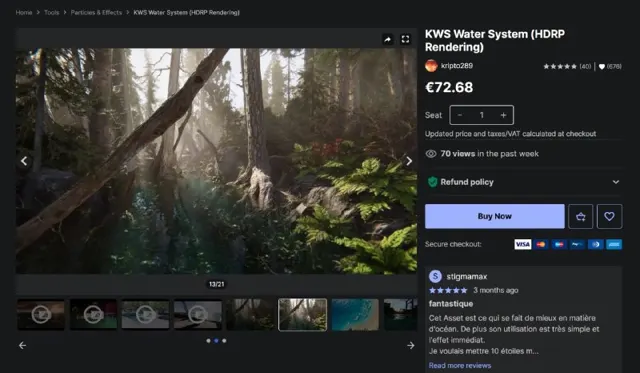 Home > Tools > Particles & Effects > KWS Water System (HDRP Rendering)
KWS Water System (HDRP
Rendering)
kripto289
★★★★★ (40) | ♥ (676)
€72.68
Seat - 1 +
Updated price and taxes/VAT calculated at checkout
70 views in the past week
Refund policy
Buy Now
Secure checkout: VISA
13/21
S stigmamax
★★★★★ 3 months ago
fantastique
Cet Asset est ce qui se fait de mieux en matière
d'océan. De plus son utilisation est très simple et
l'effet immédiat.
Je voulais mettre 10 étoiles m...
Read more reviews